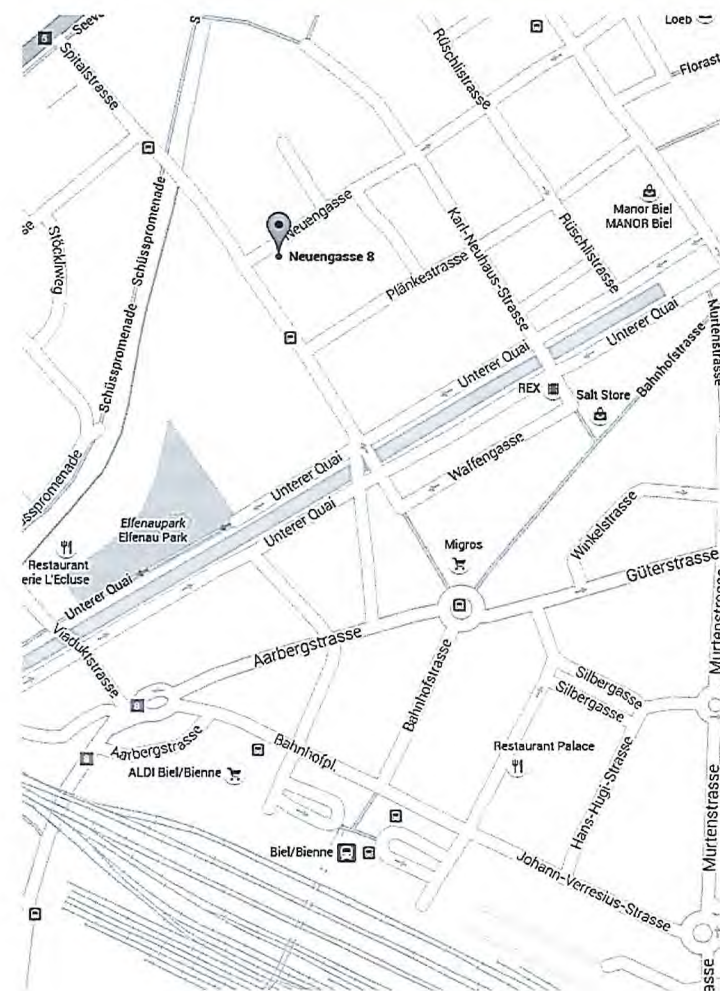 Loeb
5
Spitalstrasse
Rüschlistrasse
Schüsspromenade
Neuengasse
Neuengasse 8
Karl-Neuhaus-Strasse
Manor Biel
MANOR Biel
Rüschlistrasse
Stöckliweg
Plänkestrasse
Schüsspromenade
Unterer Quai
Unterer Quai
Murtenstrasse
Bahnhofstrasse
REX
Salt Store
Waffengasse
Unterer Quai
Unterer Quai
Elfenaupark
Elfenau Park
Restaurant
erie L'Ecluse
Unterer Quai
Migros
Winkelstrasse
Güterstrasse
Viaduktstrasse
Aarbergstrasse
Bahnhofstrasse
Silbergasse
Silbergasse
Murtenstrasse
Aarbergstrasse
Bahnhofpl.
ALDI Biel/Bienne
Restaurant Palace
Hans-Hugi-Strasse
Biel/Bienne
Johann-Verresius-Strasse
Murtenstrasse
asse